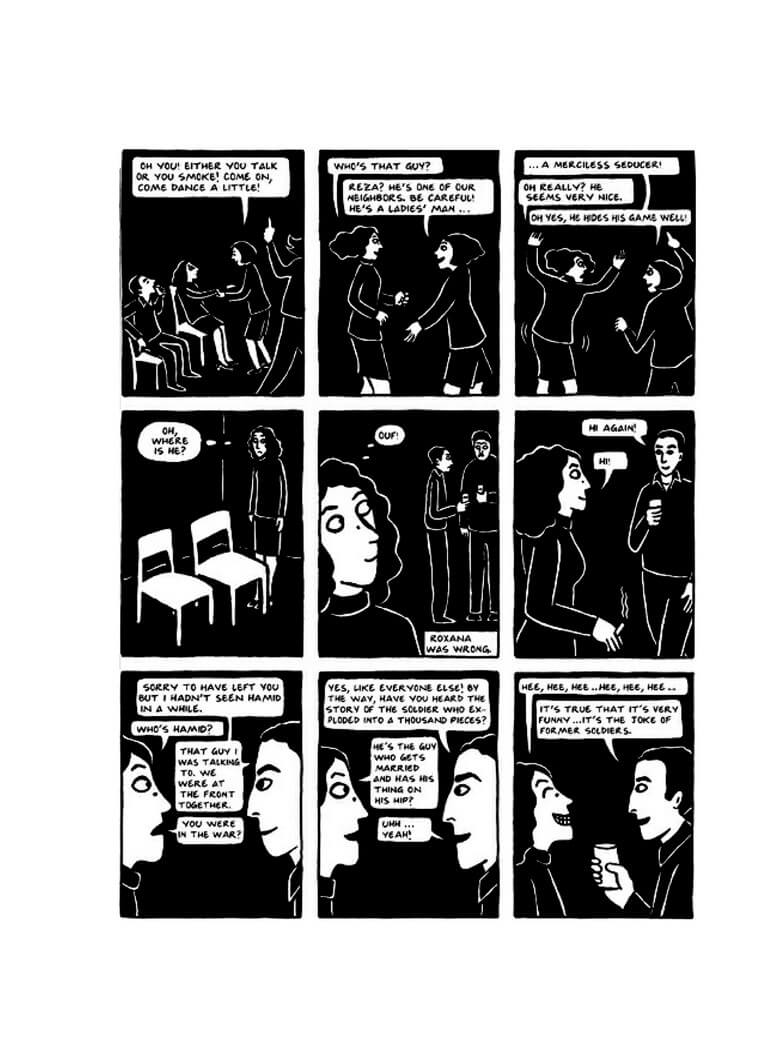 OH YOU! EITHER YOU TALK
OR YOU SMOKE! COME ON,
COME DANCE A LITTLE!
WHO'S THAT GUY?
REZA? HE'S ONE OF OUR
NEIGHBORS. BE CAREFUL!
HE'S A LADIES' MAN ...
... A MERCILESS SEDUCER!
OH REALLY? HE
SEEMS VERY NICE.
OH YES, HE HIDES HIS GAME WELL!
OH,
WHERE
IS HE?
OUF!
ROXANA
WAS WRONG.
HI AGAIN!
HI!
SORRY TO HAVE LEFT YOU
BUT I HADN'T SEEN HAMID
IN A WHILE.
WHO'S HAMID?
THAT GUY I
WAS TALKING
TO. WE
WERE AT
THE FRONT
TOGETHER.
YOU WERE
IN THE WAR?
YES, LIKE EVERYONE ELSE! BY
THE WAY, HAVE YOU HEARD THE
STORY OF THE SOLDIER WHO EX-
PLODED INTO A THOUSAND PIECES?
HE'S THE GUY
WHO GETS
MARRIED
AND HAS HIS
THING ON
HIS HIP?
UHH ...
YEAH!
HEE, HEE, HEE ..HEE, HEE, HEE ..
IT'S TRUE THAT IT'S VERY
FUNNY ...IT'S THE JOKE OF
FORMER SOLDIERS.